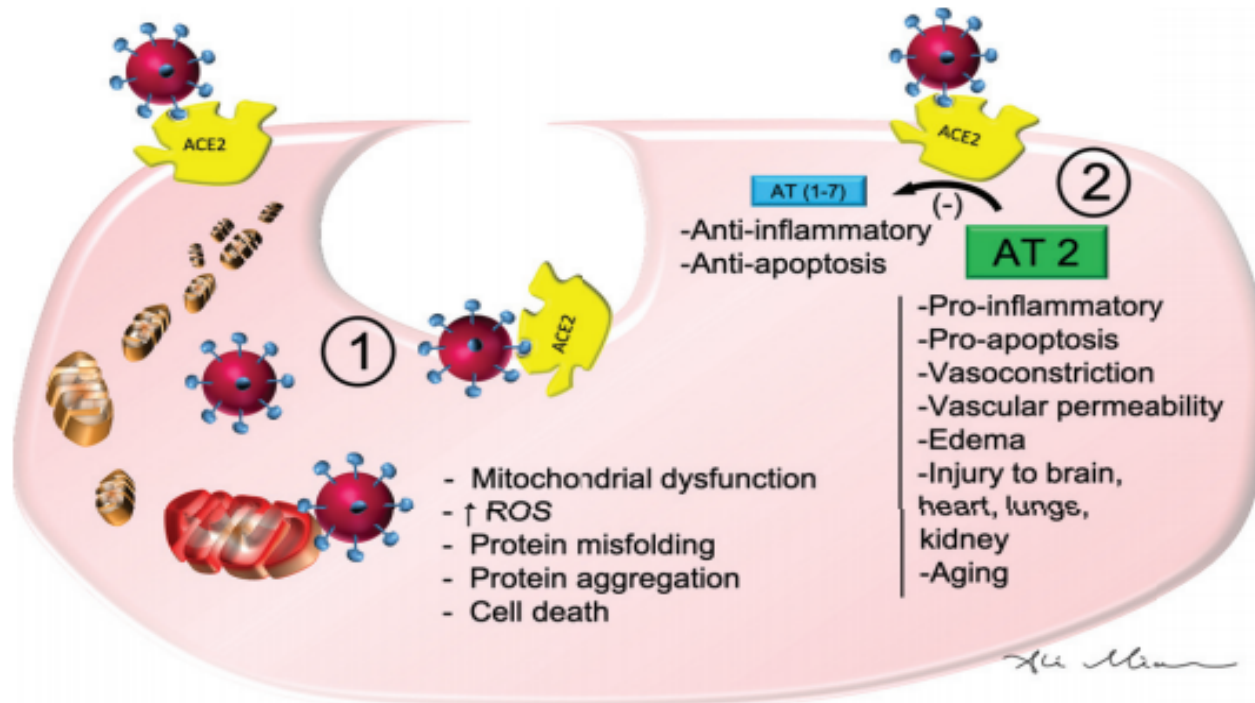 ACE2
ACE2
2
AT (1-7)
(-)
-Anti-inflammatory
-Anti-apoptosis
AT 2
-Pro-inflammatory
-Pro-apoptosis
-Vasoconstriction
-Vascular permeability
-Edema
-Injury to brain,
heart, lungs,
kidney
-Aging
1
ACE2
- Mitochondrial dysfunction
- ↑ ROS
- Protein misfolding
- Protein aggregation
- Cell death